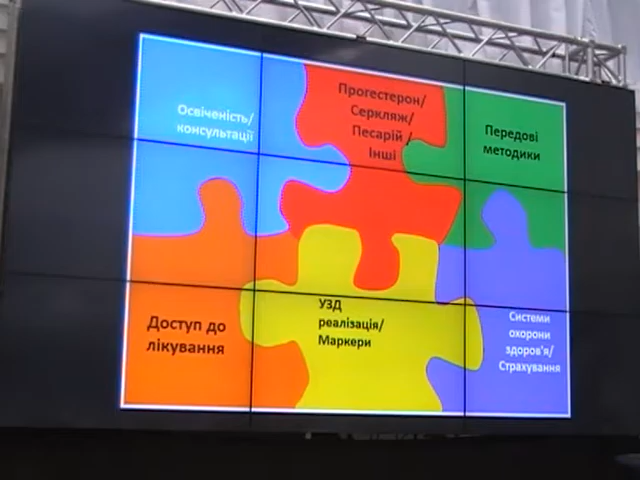 Освіченість/
консультації
Прогестерон/
Серкляж/
Песарій /
Інші
Передові
методики
Доступ до
лікування
УЗД
реалізація/
Маркери
Системи
охорони
здоров'я/
Страхування